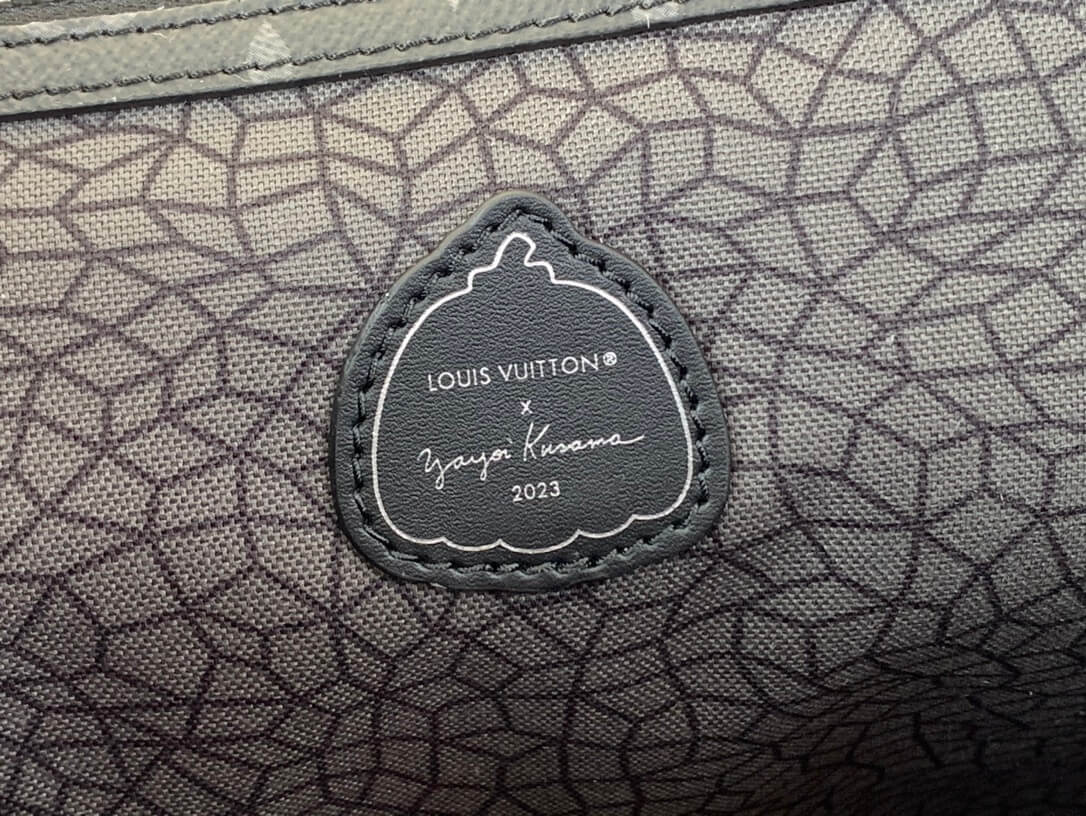 LOUIS VUITTON®
x
Yayoi Kusama
2023